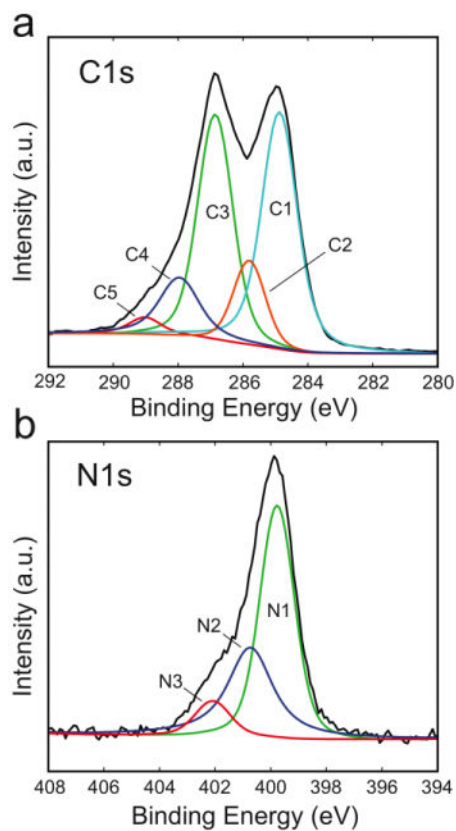 a
C1s
Intensity (a.u.)
C3
C1
C4
C2
C5
292 290 288 286 284 282 280
Binding Energy (eV)
b
N1s
Intensity (a.u.)
N1
N2
N3
408 406 404 402 400 398 396 394
Binding Energy (eV)